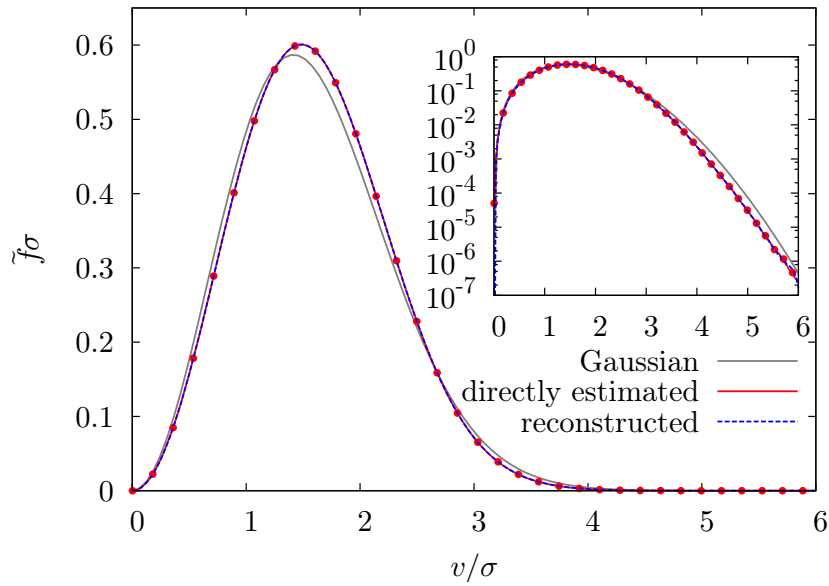 0.6
0.5
0.4
0.3
0.2
0.1
0
f̃σ
0 1 2 3 4 5 6
v/σ
10^0
10^-1
10^-2
10^-3
10^-4
10^-5
10^-6
10^-7
0 1 2 3 4 5 6
Gaussian
directly estimated
reconstructed